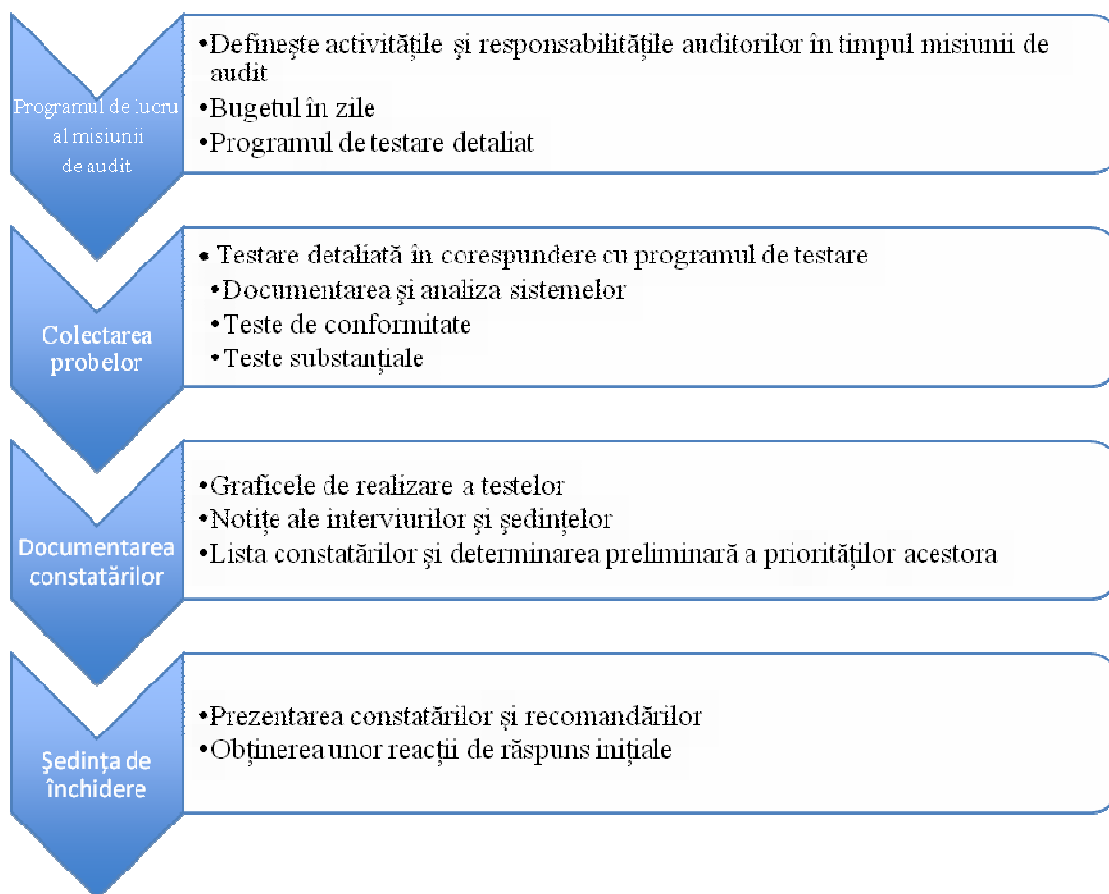 Programul de lucru
al misiunii
de audit
•Definește activitățile și responsabilitățile auditorilor în timpul misiunii de
audit
•Bugetul în zile
•Programul de testare detaliat
Colectarea
probelor
• Testare detaliată în corespundere cu programul de testare
•Documentarea și analiza sistemelor
•Teste de conformitate
•Teste substanțiale
Documentarea
constatărilor
•Graficele de realizare a testelor
•Notițe ale interviurilor și ședințelor
•Lista constatărilor și determinarea preliminară a priorităților acestora
Ședința de
închidere
•Prezentarea constatărilor și recomandărilor
•Obținerea unor reacții de răspuns inițiale